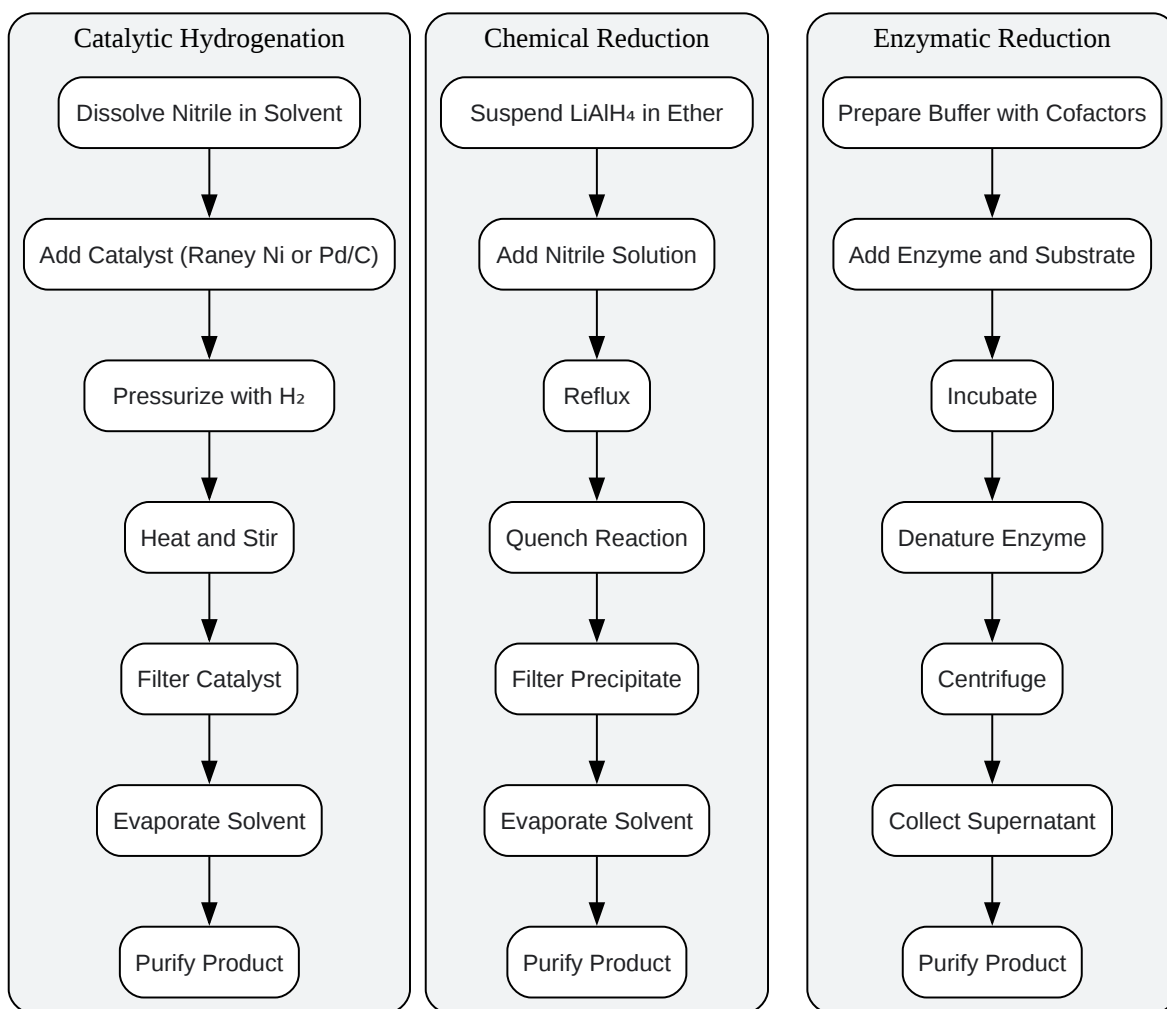 Catalytic Hydrogenation
Dissolve Nitrile in Solvent
Add Catalyst (Raney Ni or Pd/C)
Pressurize with H₂
Heat and Stir
Filter Catalyst
Evaporate Solvent
Purify Product
Chemical Reduction
Suspend LiAlH₄ in Ether
Add Nitrile Solution
Reflux
Quench Reaction
Filter Precipitate
Evaporate Solvent
Purify Product
Enzymatic Reduction
Prepare Buffer with Cofactors
Add Enzyme and Substrate
Incubate
Denature Enzyme
Centrifuge
Collect Supernatant
Purify Product